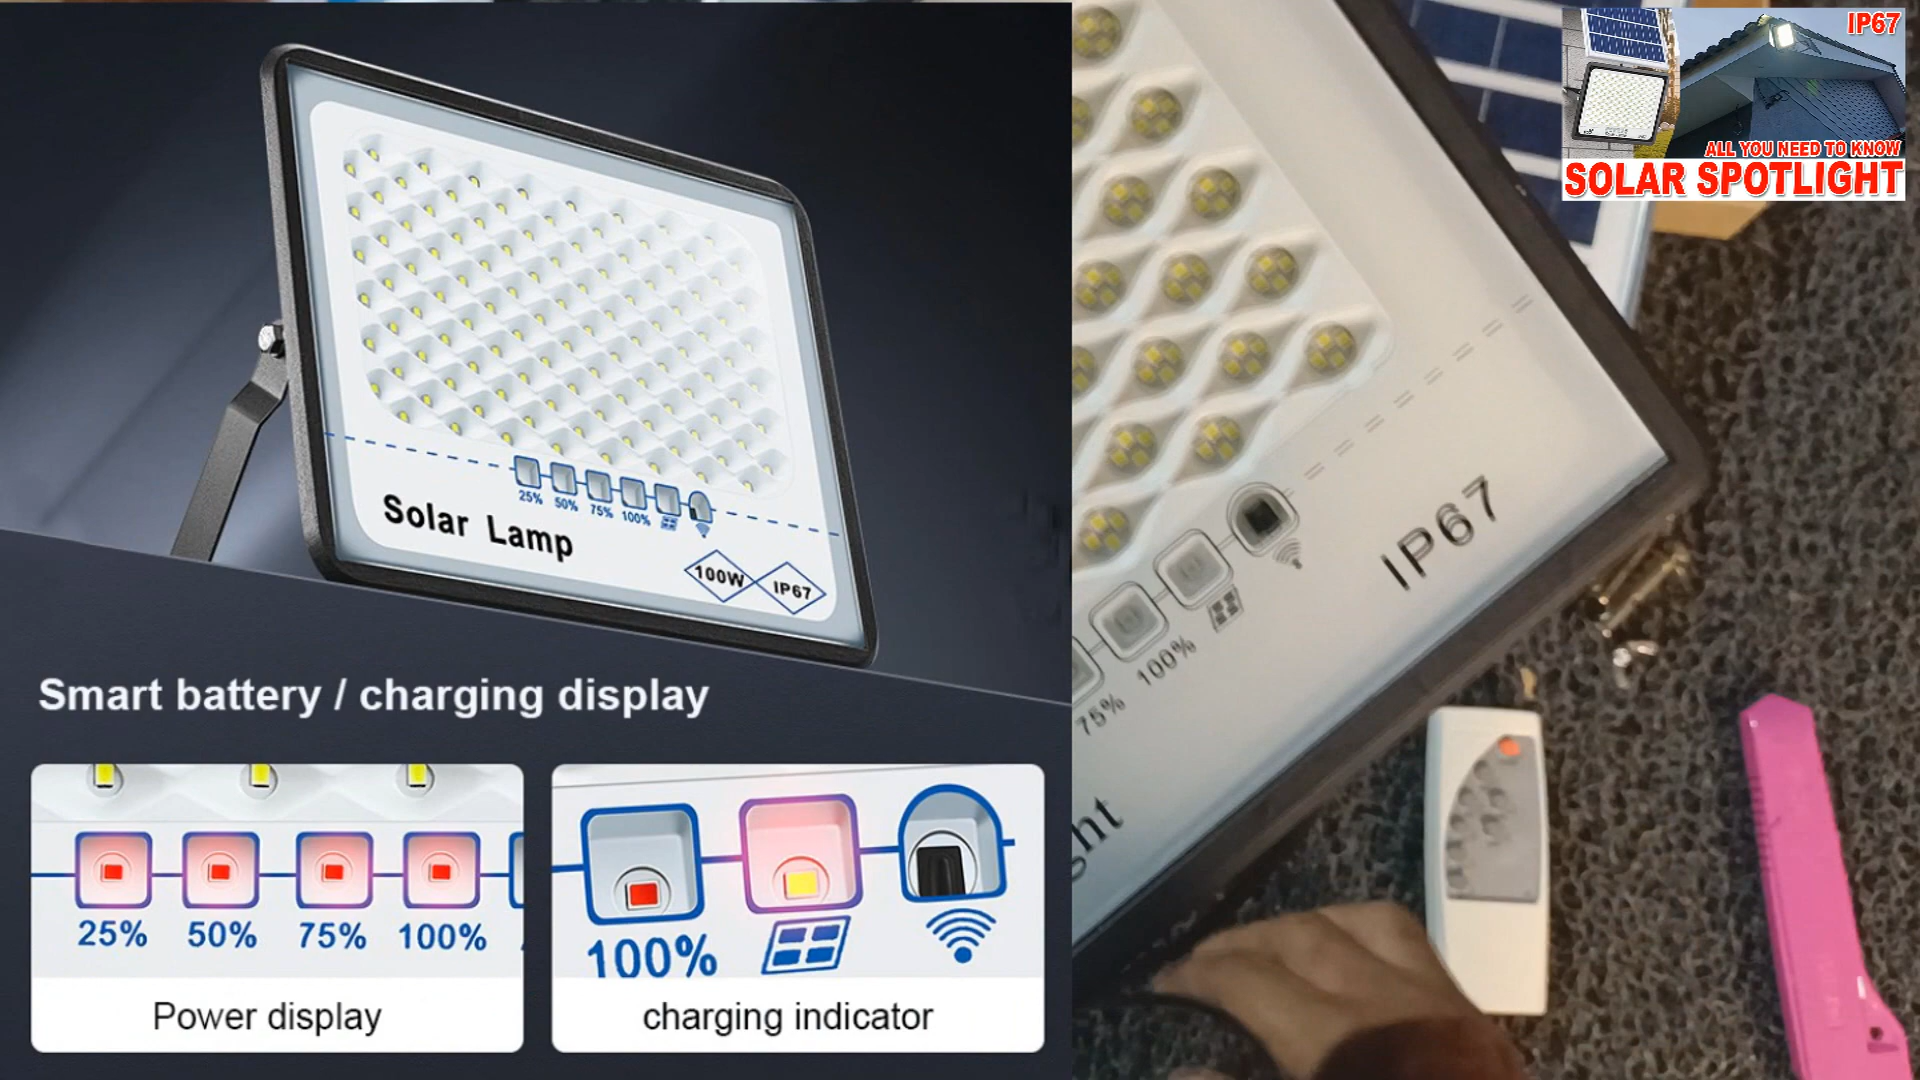 25% 50% 75% 100%
Solar Lamp
100W IP67
Smart battery / charging display
25% 50% 75% 100%
Power display
100%
charging indicator
75% 100%
IP67
ght
IP67
ALL YOU NEED TO KNOW
SOLAR SPOTLIGHT